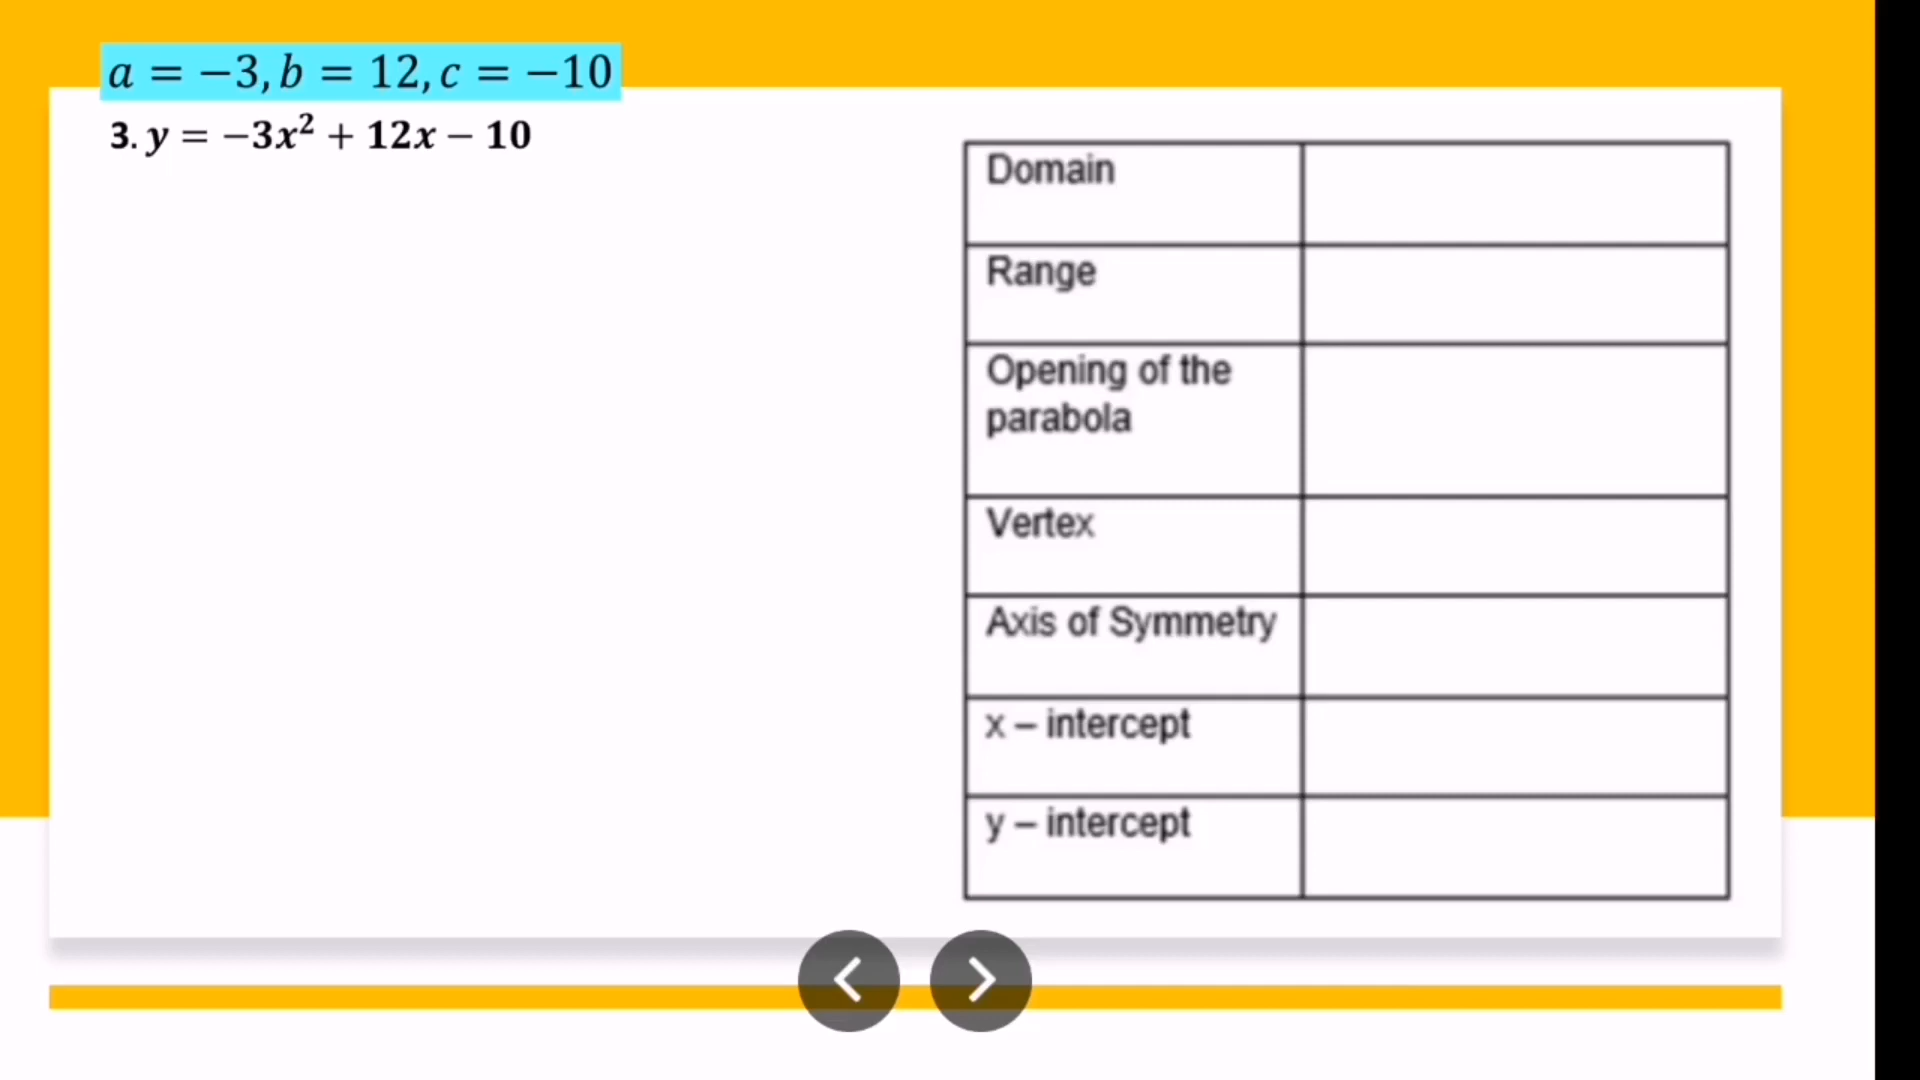 a = −3, b = 12, c = −10
3. y = −3x² + 12x − 10
Domain
Range
Opening of the
parabola
Vertex
Axis of Symmetry
x – intercept
y – intercept